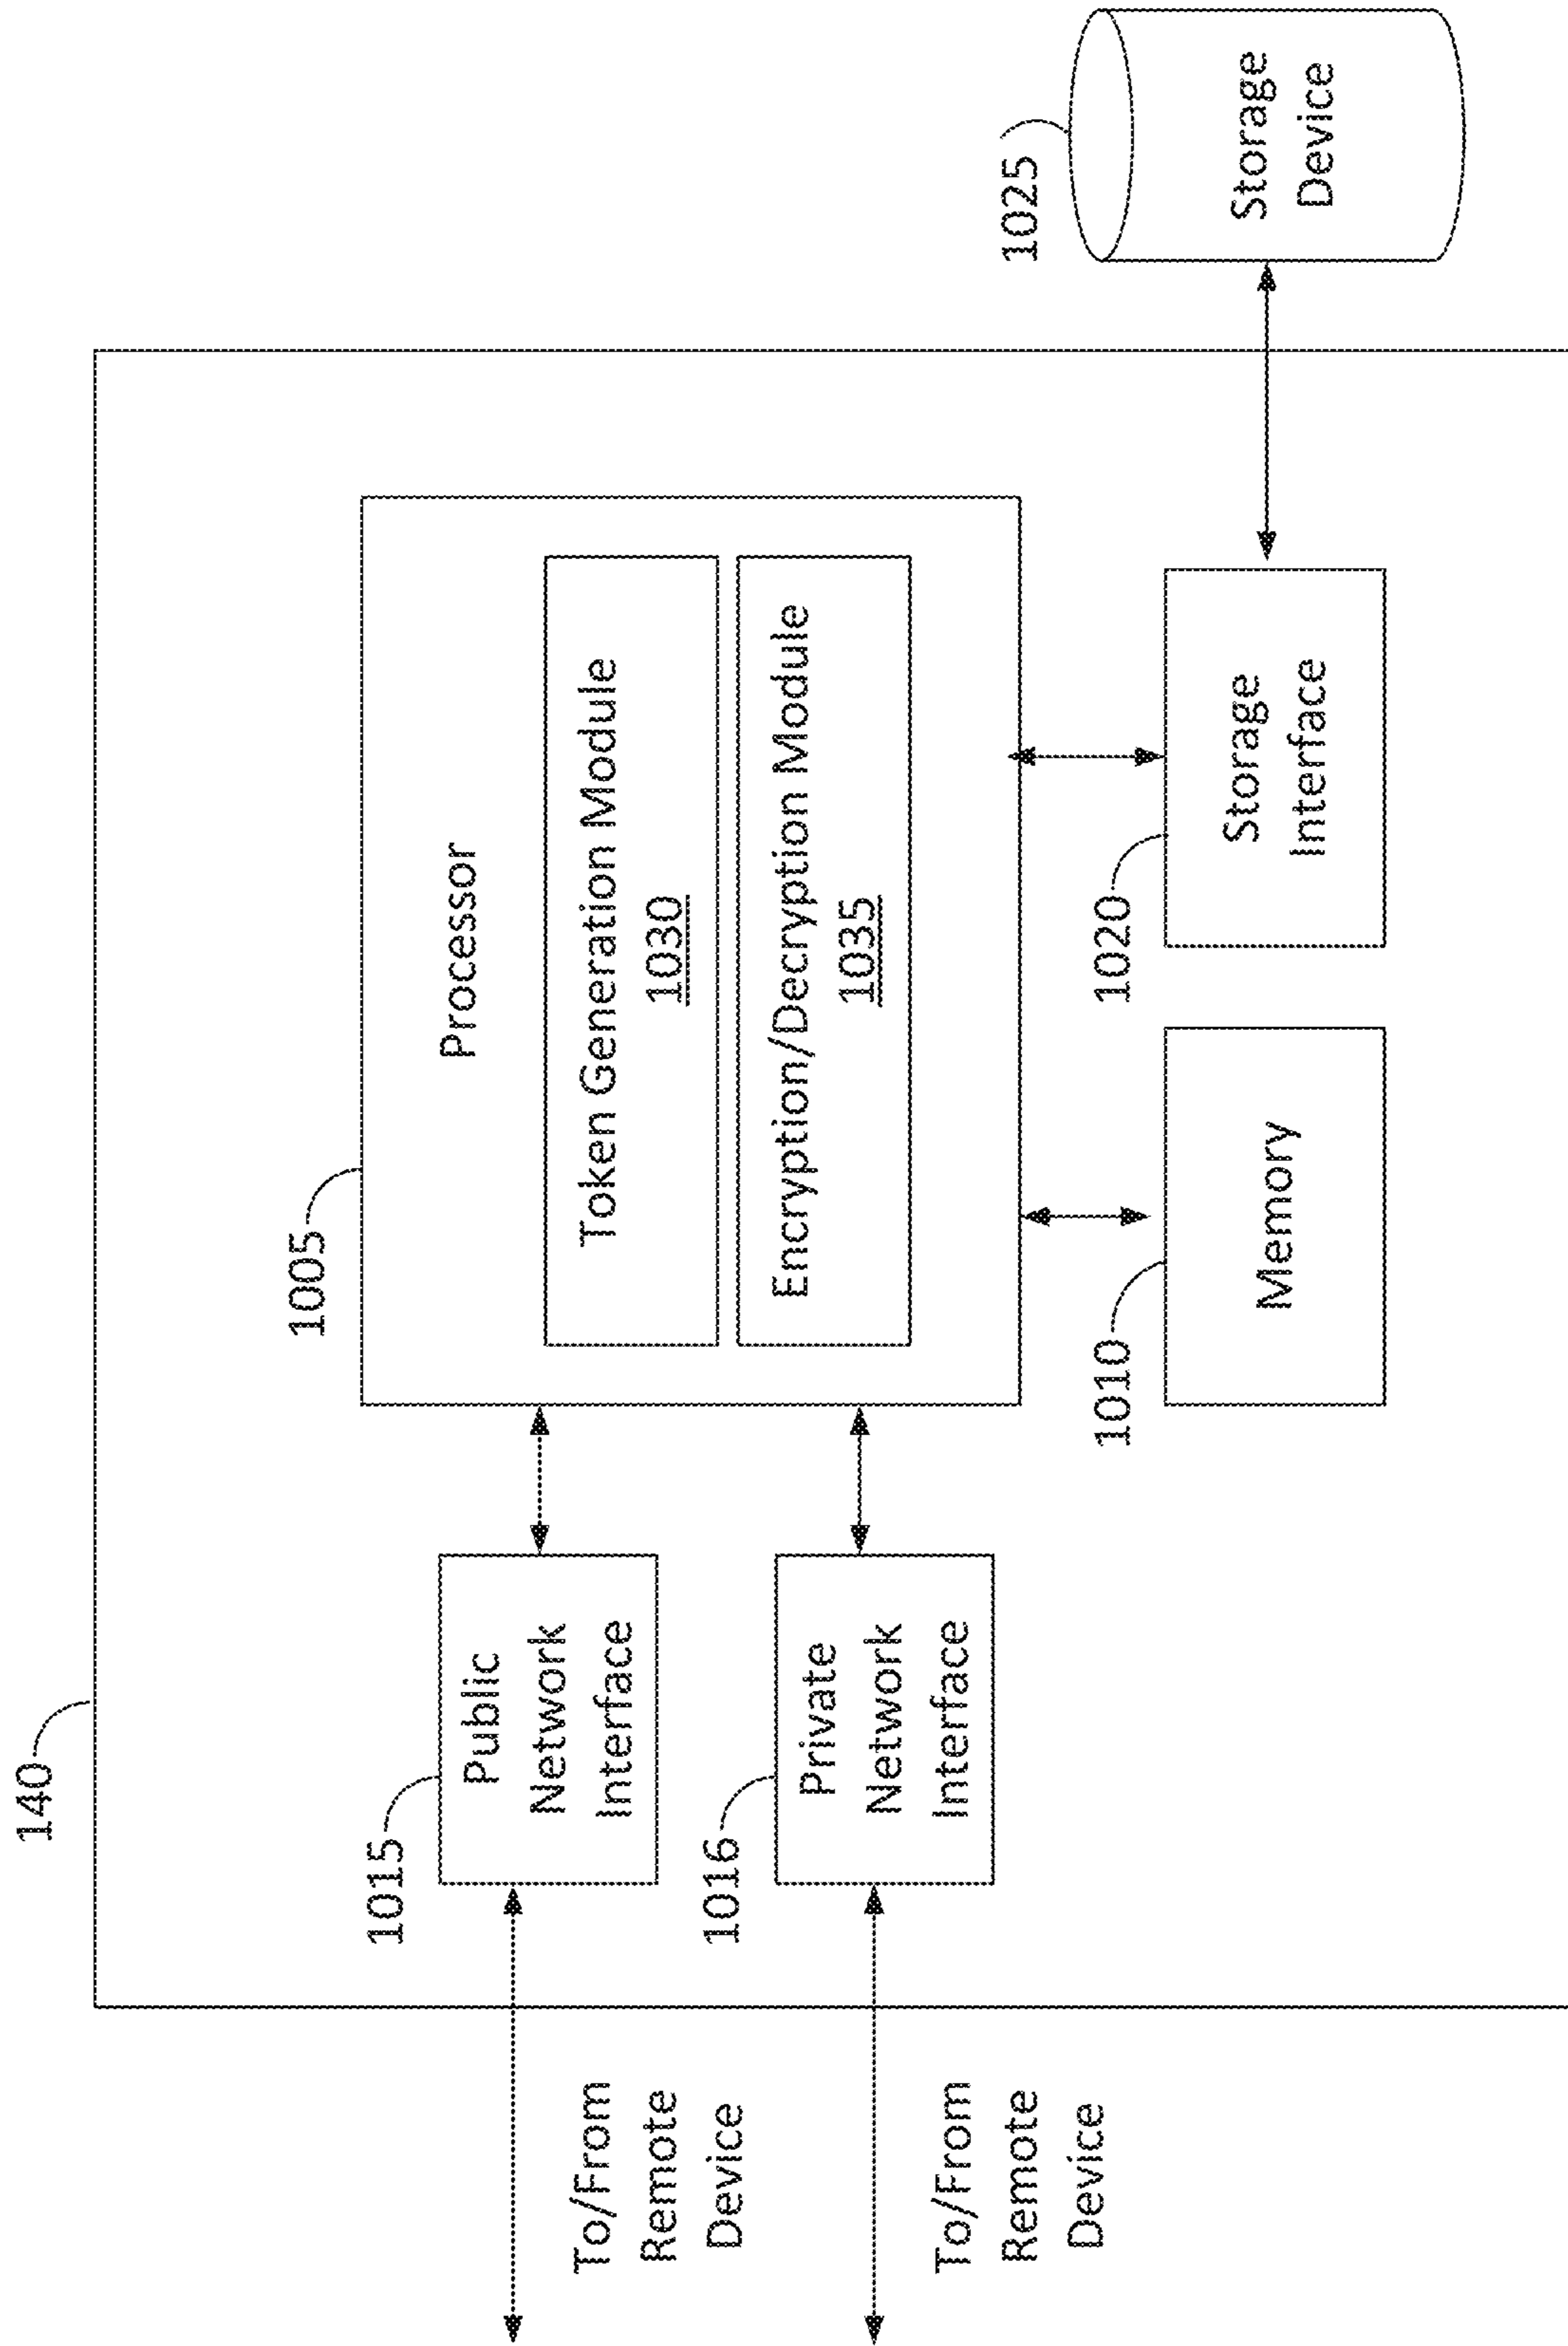 140
1005
Processor
Token Generation Module
1030
Encryption/Decryption Module
1035
1015
Public
Network
Interface
1016
Private
Network
Interface
To/From
Remote
Device
To/From
Remote
Device
1010
Memory
1020
Storage
Interface
1025
Storage
Device